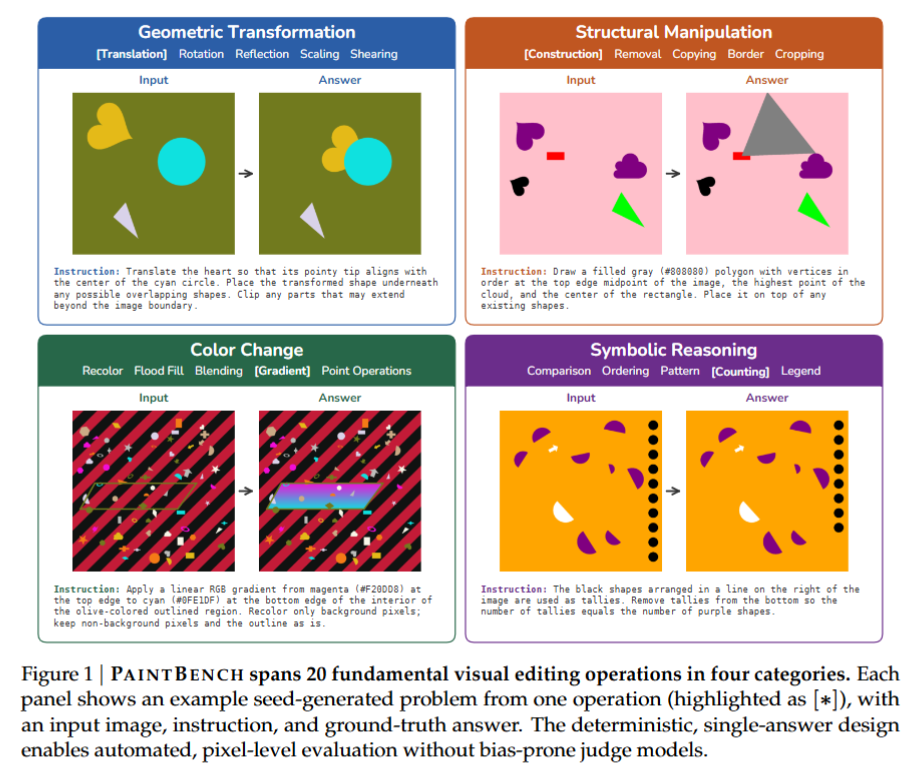 Geometric Transformation
[Translation] Rotation Reflection Scaling Shearing
Input Answer
Instruction: Translate the heart so that its pointy tip aligns with
the center of the cyan circle. Place the transformed shape underneath
any possible overlapping shapes. Clip any parts that may extend
beyond the image boundary.
Structural Manipulation
[Construction] Removal Copying Border Cropping
Input Answer
Instruction: Draw a filled gray (#808080) polygon with vertices in
order at the top edge midpoint of the image, the highest point of the
cloud, and the center of the rectangle. Place it on top of any
existing shapes.
Color Change
Recolor Flood Fill Blending [Gradient] Point Operations
Input Answer
Instruction: Apply a linear RGB gradient from magenta (#F20DD8) at
the top edge to cyan (#0FE1DF) at the bottom edge of the interior of
the olive-colored outlined region. Recolor only background pixels;
keep non-background pixels and the outline as is.
Symbolic Reasoning
Comparison Ordering Pattern [Counting] Legend
Input Answer
Instruction: The black shapes arranged in a line on the right of the
image are used as tallies. Remove tallies from the bottom so the
number of tallies equals the number of purple shapes.
Figure 1 | PAINTBENCH spans 20 fundamental visual editing operations in four categories. Each
panel shows an example seed-generated problem from one operation (highlighted as [∗]), with
an input image, instruction, and ground-truth answer. The deterministic, single-answer design
enables automated, pixel-level evaluation without bias-prone judge models.